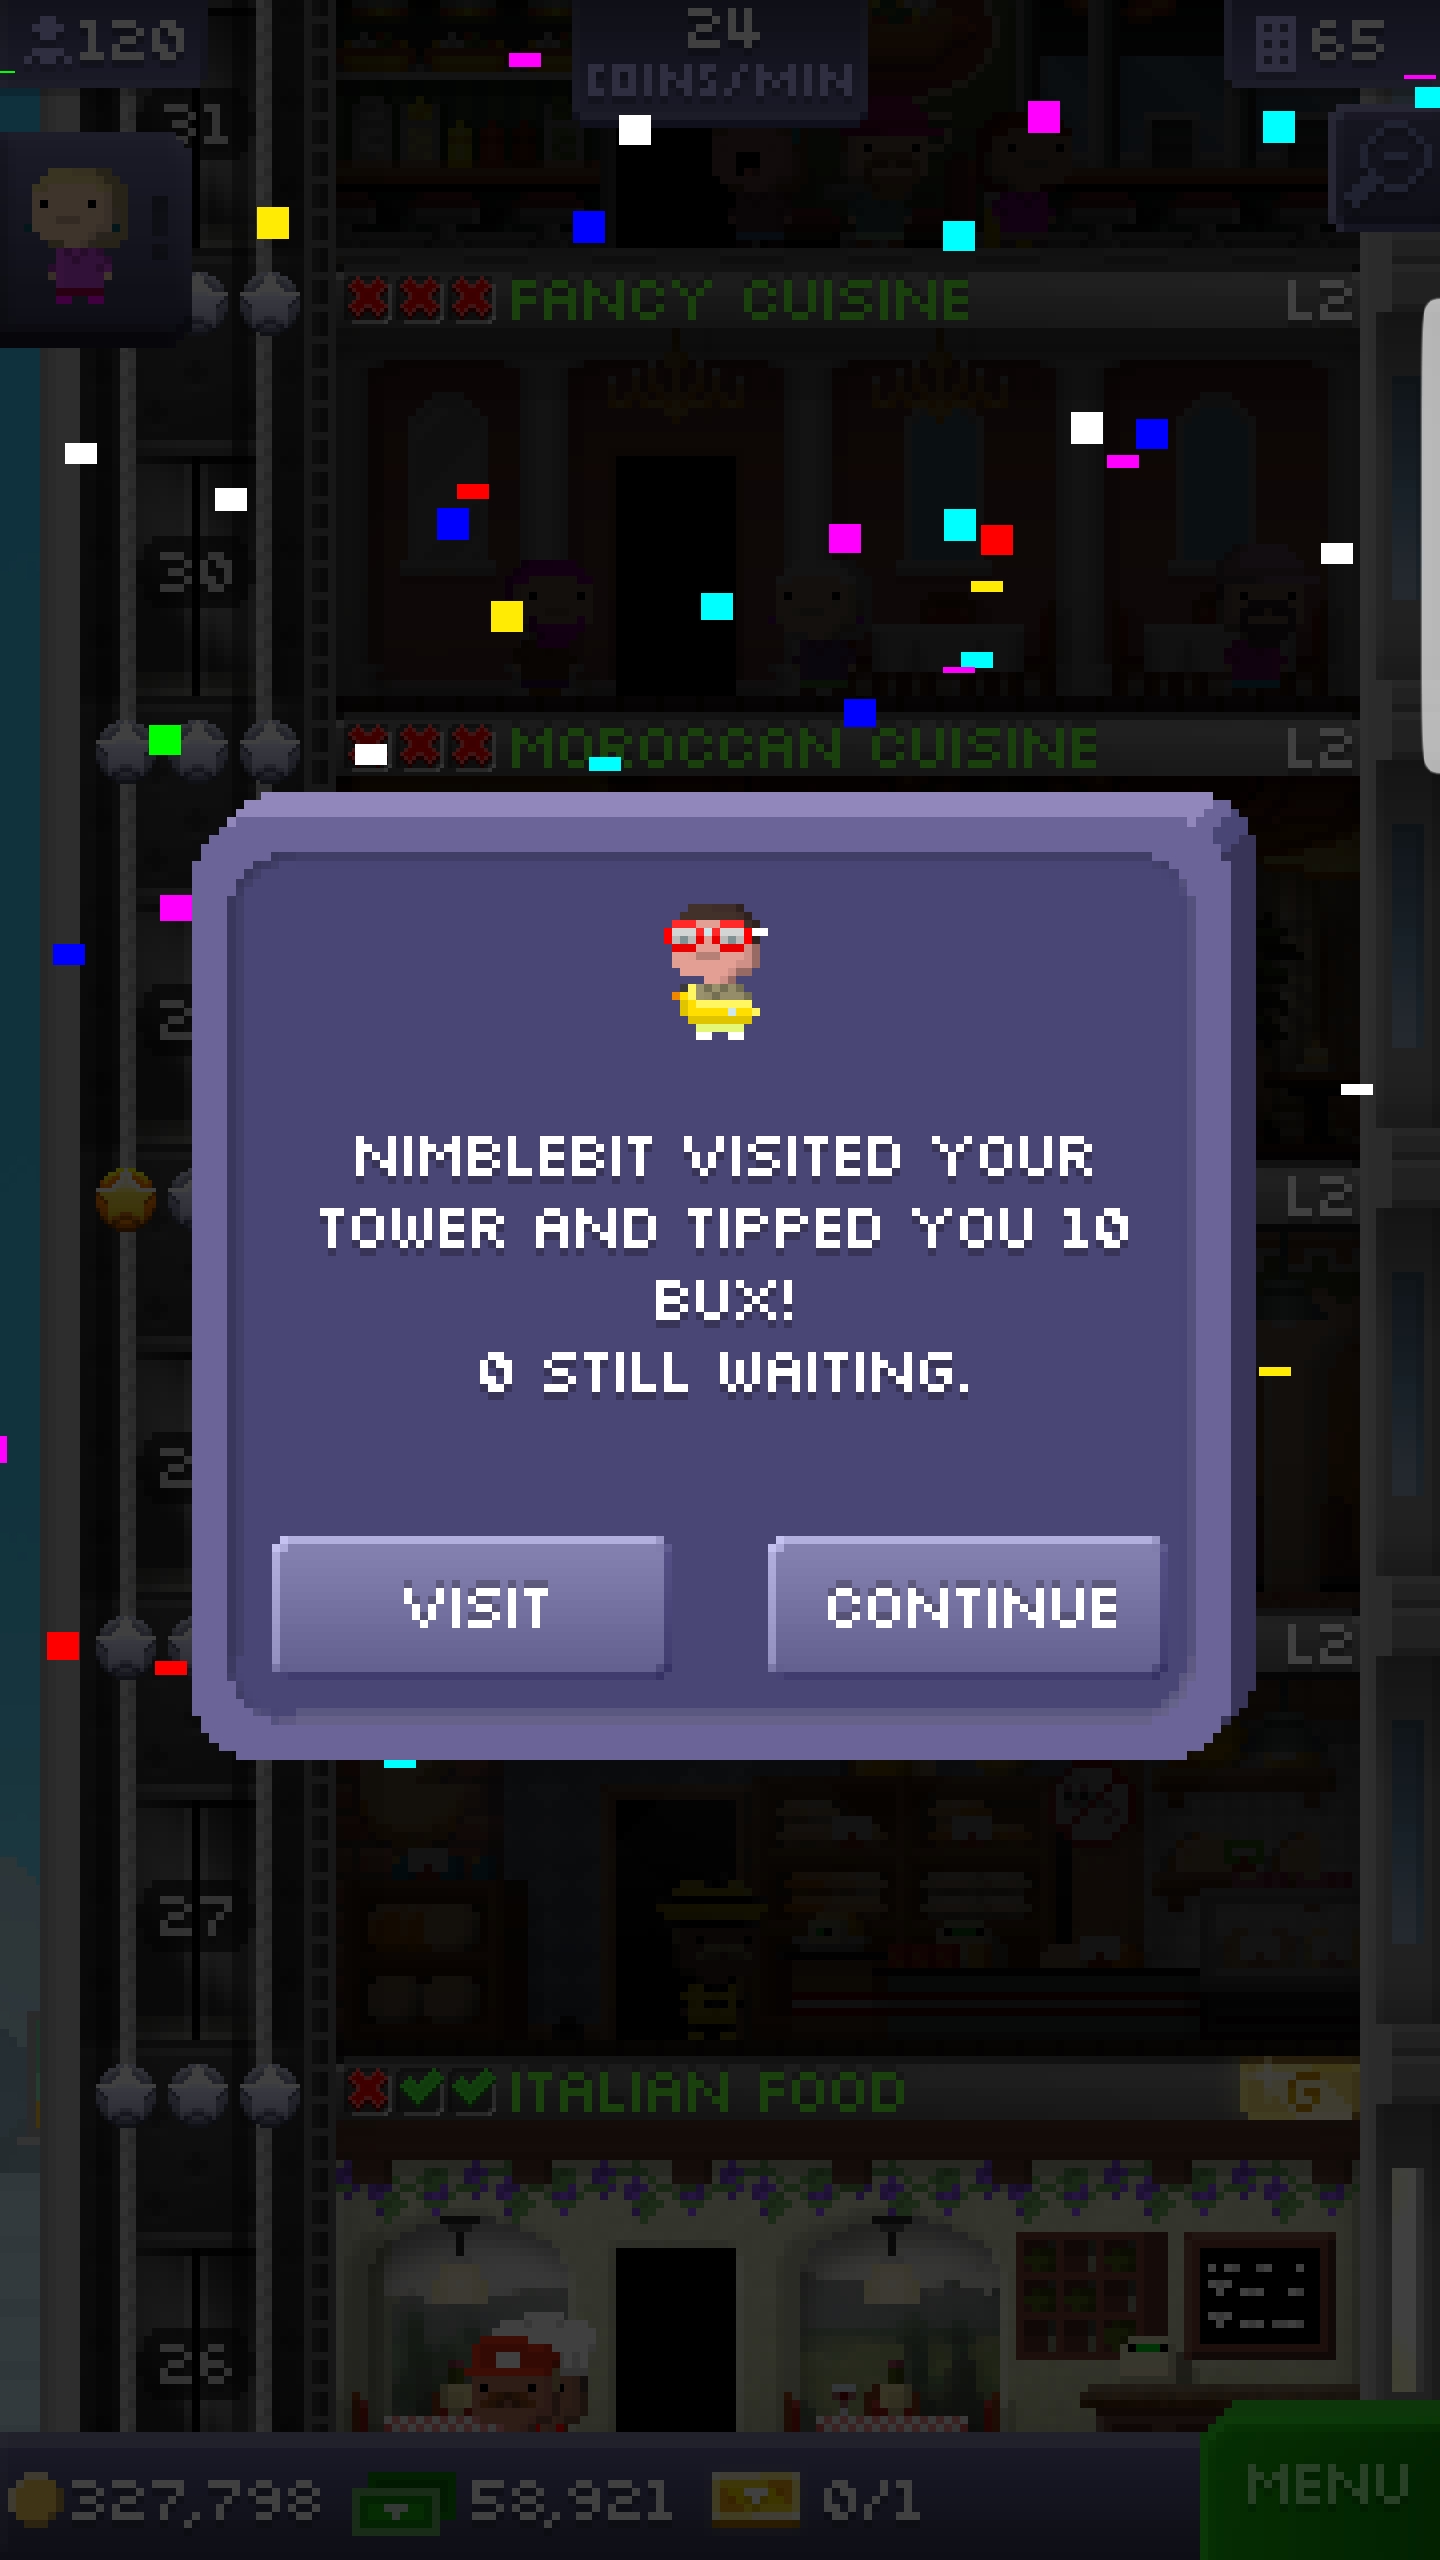 120
24
COINS/MIN
65
31
FANCY CUISINE
L2
30
MOROCCAN CUISINE
L2
NIMBLEBIT VISITED YOUR
TOWER AND TIPPED YOU 10
BUX!
0 STILL WAITING.
L2
VISIT
CONTINUE
L2
27
ITALIAN FOOD
G
26
327,798
58,921
0/1
MENU